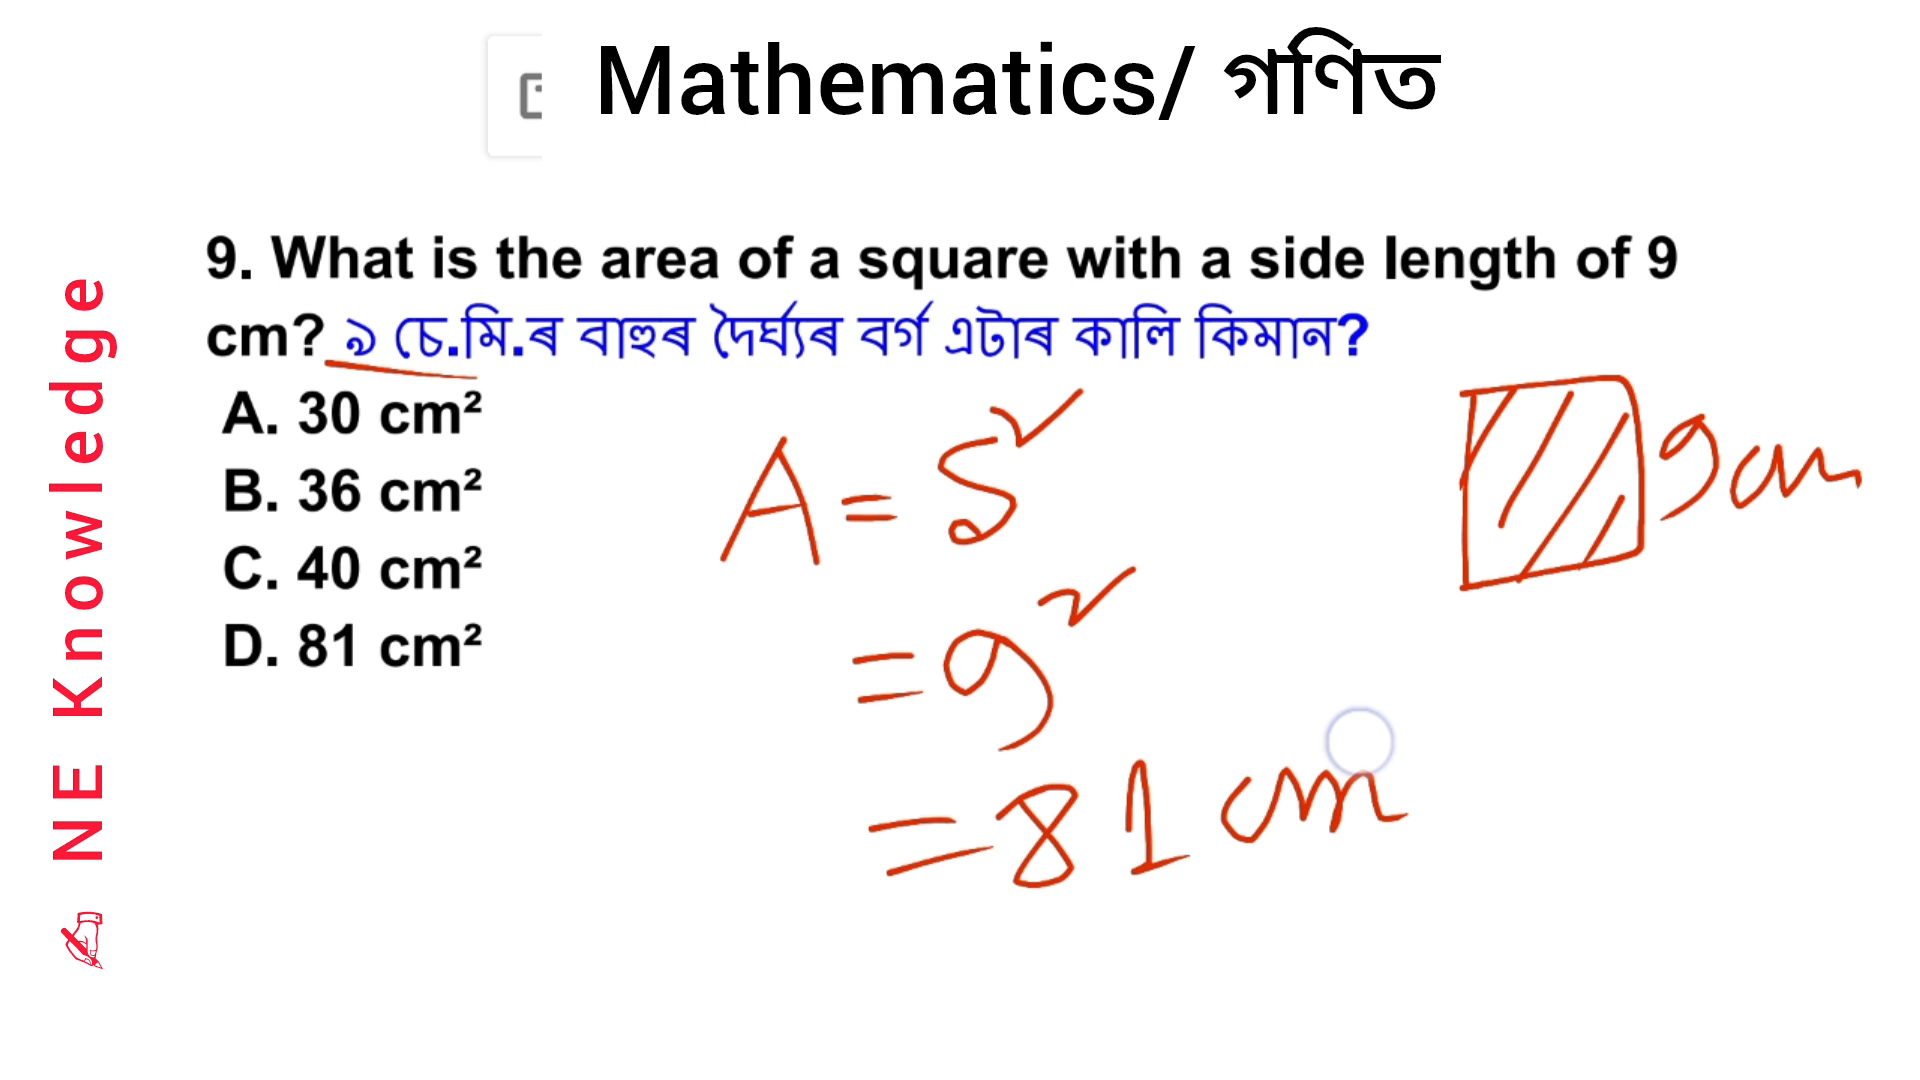 Mathematics/ গণিত
9. What is the area of a square with a side length of 9
cm? ৯ চে.মি.ৰ বাহুৰ দৈৰ্ঘ্যৰ বৰ্গ এটাৰ কালি কিমান?
A. 30 cm²
B. 36 cm²
C. 40 cm²
D. 81 cm²
A = S²
9cm
= 9²
= 81 cm
✍ NE Knowledge